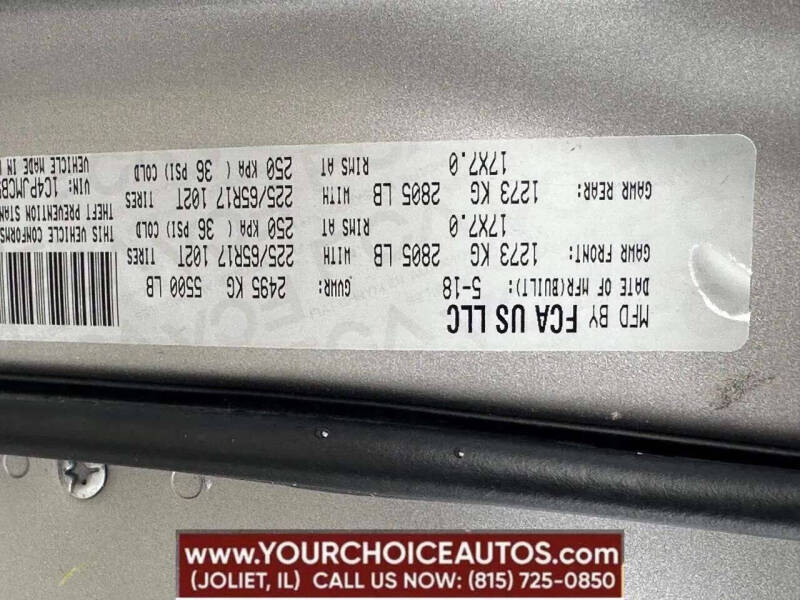 MFD BY FCA US LLC
DATE OF MFR(BUILT): 5-18 GVWR: 2495 KG 5500 LB
GAWR FRONT: 1273 KG 2805 LB WITH 225/65R17 102T TIRES
17X7.0 RIMS AT 250 KPA ( 36 PSI) COLD
GAWR REAR: 1273 KG 2805 LB WITH 225/65R17 102T TIRES
17X7.0 RIMS AT 250 KPA ( 36 PSI) COLD
THIS VEHICLE CONFORMS
THEFT PREVENTION STAN
VIN: 1C4PJMCB
VEHICLE MADE IN
www.YOURCHOICEAUTOS.com
(JOLIET, IL) CALL US NOW: (815) 725-0850